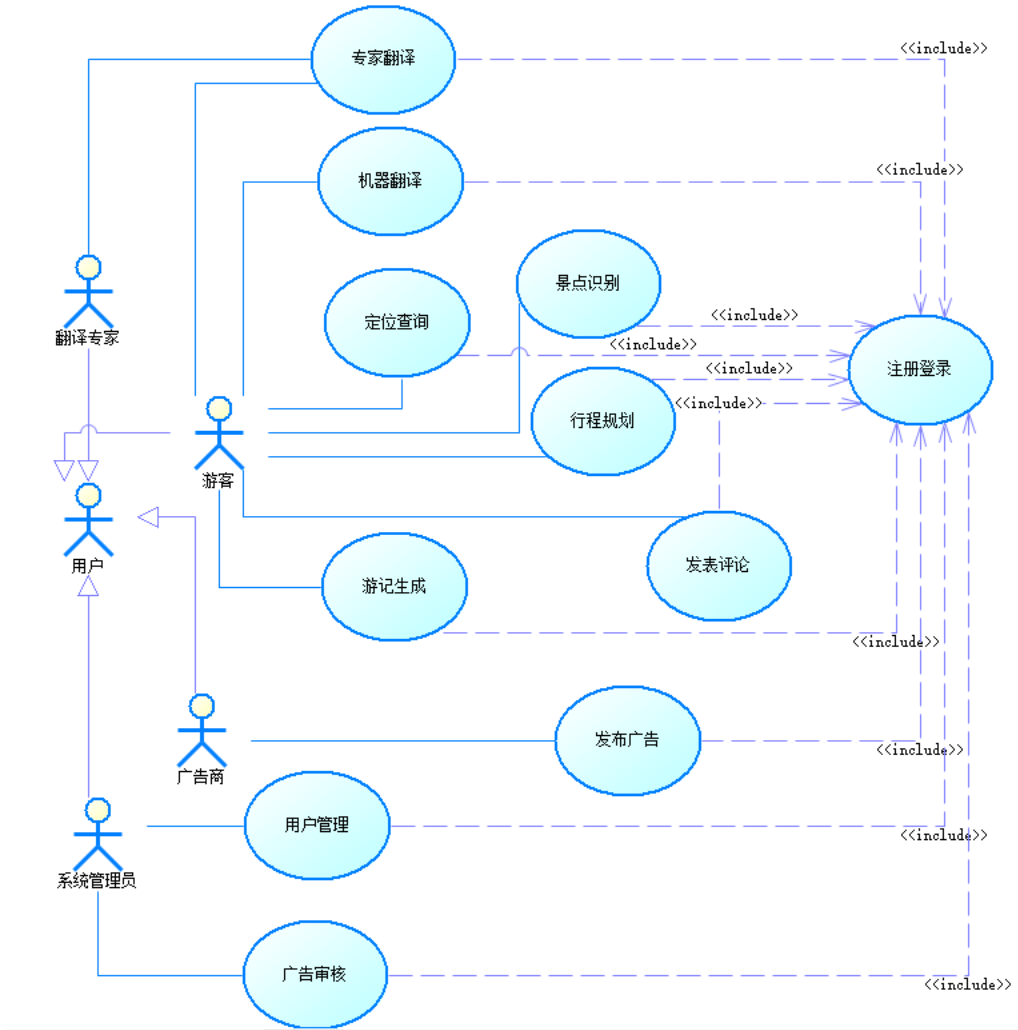 <<include>>
专家翻译
<<include>>
机器翻译
景点识别
<<include>>
定位查询
翻译专家
<<include>>
<<include>>
注册登录
<<include>>
行程规划
游客
用户
发表评论
游记生成
<<include>>
发布广告
<<include>>
广告商
用户管理
<<include>>
系统管理员
广告审核
<<include>>